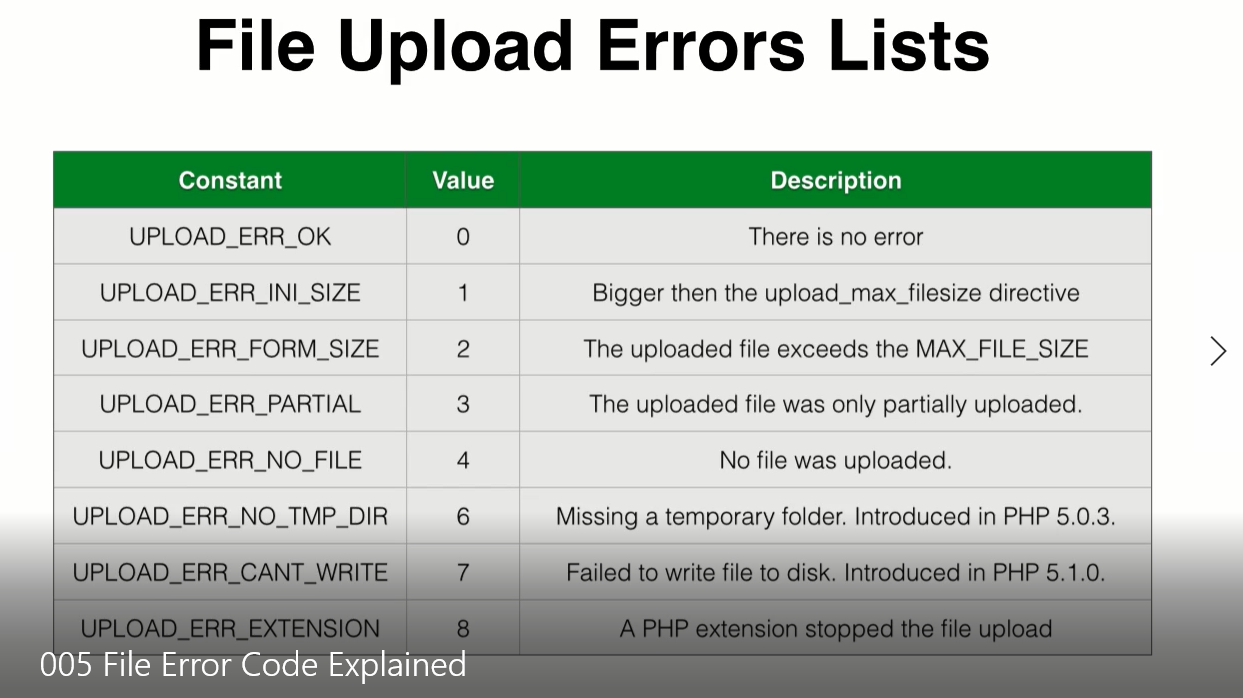 File Upload Errors Lists
Constant Value Description
UPLOAD_ERR_OK 0 There is no error
UPLOAD_ERR_INI_SIZE 1 Bigger then the upload_max_filesize directive
UPLOAD_ERR_FORM_SIZE 2 The uploaded file exceeds the MAX_FILE_SIZE
UPLOAD_ERR_PARTIAL 3 The uploaded file was only partially uploaded.
UPLOAD_ERR_NO_FILE 4 No file was uploaded.
UPLOAD_ERR_NO_TMP_DIR 6 Missing a temporary folder. Introduced in PHP 5.0.3.
UPLOAD_ERR_CANT_WRITE 7 Failed to write file to disk. Introduced in PHP 5.1.0.
UPLOAD_ERR_EXTENSION 8 A PHP extension stopped the file upload
005 File Error Code Explained